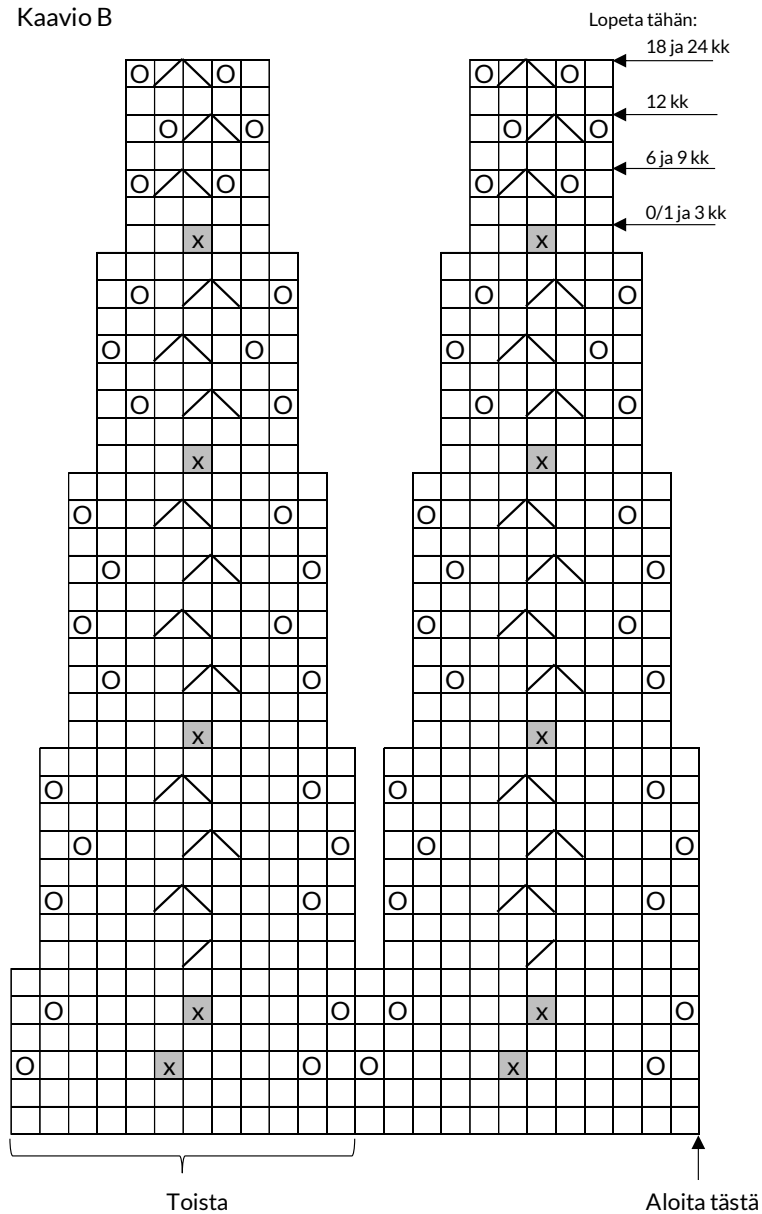 Kaavio B
Lopeta tähän:
18 ja 24 kk
O O O O
12 kk
O O O O
6 ja 9 kk
O O O O
0/1 ja 3 kk
x x
O O O O
O O O O
O O O O
x x
O O O O
O O O O
O O O O
O O O O
x x
O O O O
O O O O
O O O O
O x O O x O
O x O O x O
Toista
Aloita tästä